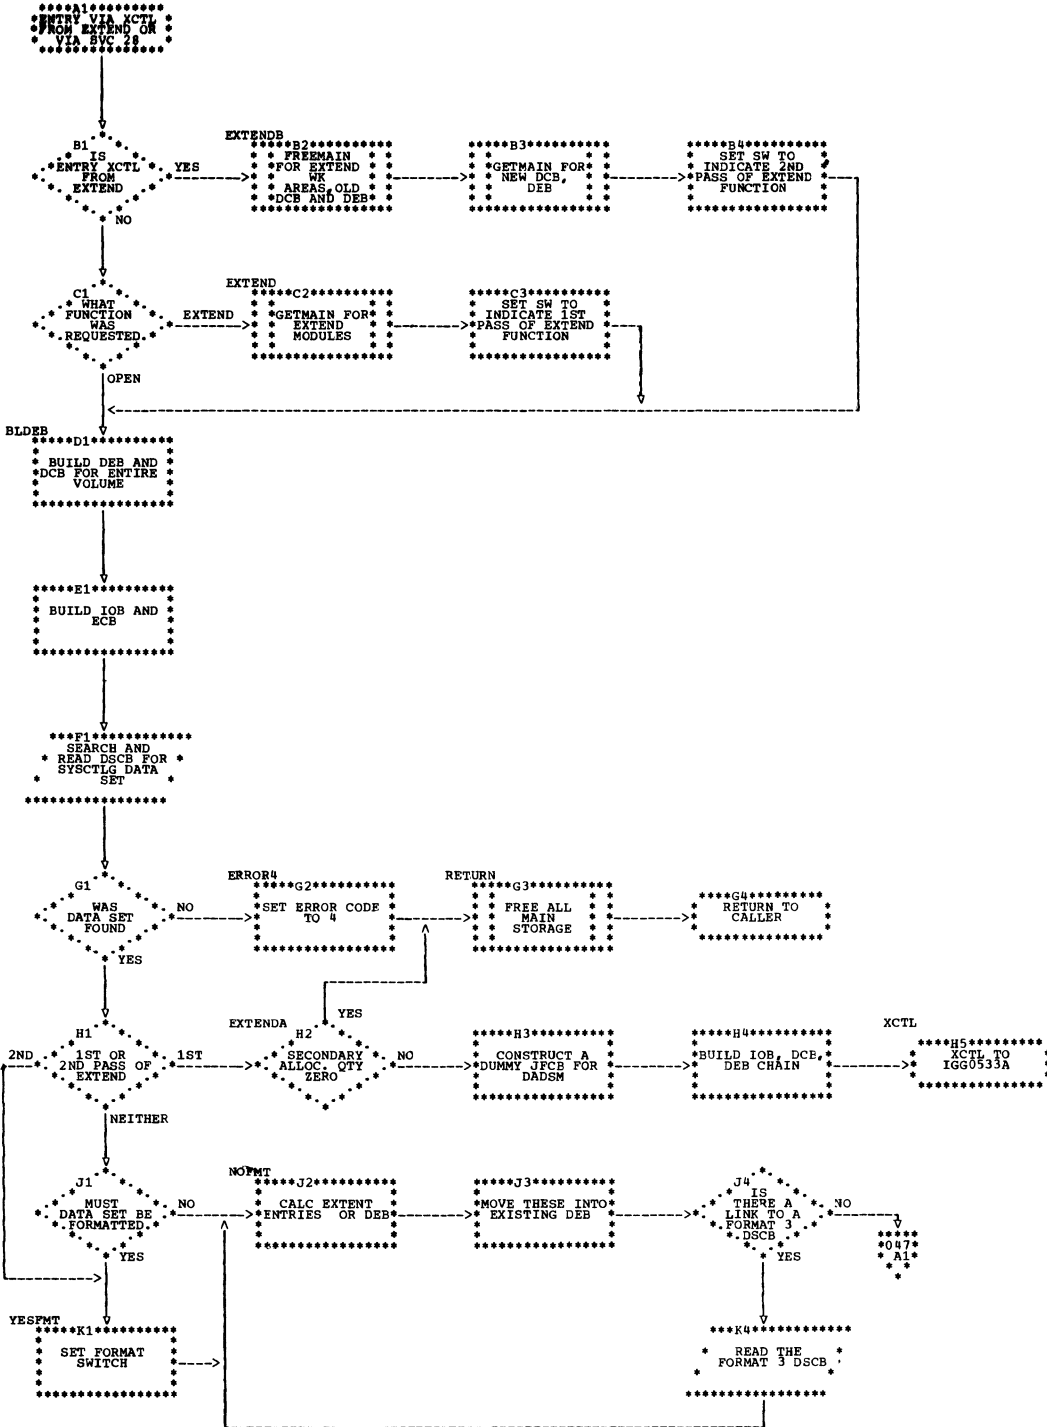 A1
ENTRY VIA XCTL
FROM EXTEND OR
VIA SVC 28
B1
IS
ENTRY XCTL
FROM
EXTEND
YES
NO
EXTENDB
B2
FREEMAIN
FOR EXTEND
WK
AREAS,OLD
DCB AND DEB
B3
GETMAIN FOR
NEW DCB,
DEB
B4
SET SW TO
INDICATE 2ND
PASS OF EXTEND
FUNCTION
C1
WHAT
FUNCTION
WAS
REQUESTED
EXTEND
OPEN
EXTEND
C2
GETMAIN FOR
EXTEND
MODULES
C3
SET SW TO
INDICATE 1ST
PASS OF EXTEND
FUNCTION
BLDEB
D1
BUILD DEB AND
DCB FOR ENTIRE
VOLUME
E1
BUILD IOB AND
ECB
F1
SEARCH AND
READ DSCB FOR
SYSCTLG DATA
SET
G1
WAS
DATA SET
FOUND
NO
YES
ERROR4
G2
SET ERROR CODE
TO 4
RETURN
G3
FREE ALL
MAIN
STORAGE
G4
RETURN TO
CALLER
H1
1ST OR
2ND PASS OF
EXTEND
2ND
1ST
NEITHER
EXTENDA
H2
SECONDARY
ALLOC. QTY
ZERO
YES
NO
H3
CONSTRUCT A
DUMMY JFCB FOR
DADSM
H4
BUILD IOB, DCB,
DEB CHAIN
XCTL
H5
XCTL TO
IGG0533A
J1
MUST
DATA SET BE
FORMATTED
NO
YES
NOFMT
J2
CALC EXTENT
ENTRIES OR DEB
J3
MOVE THESE INTO
EXISTING DEB
J4
IS
THERE A
LINK TO A
FORMAT 3
DSCB
NO
YES
047
A1
YESFMT
K1
SET FORMAT
SWITCH
K4
READ THE
FORMAT 3 DSCB